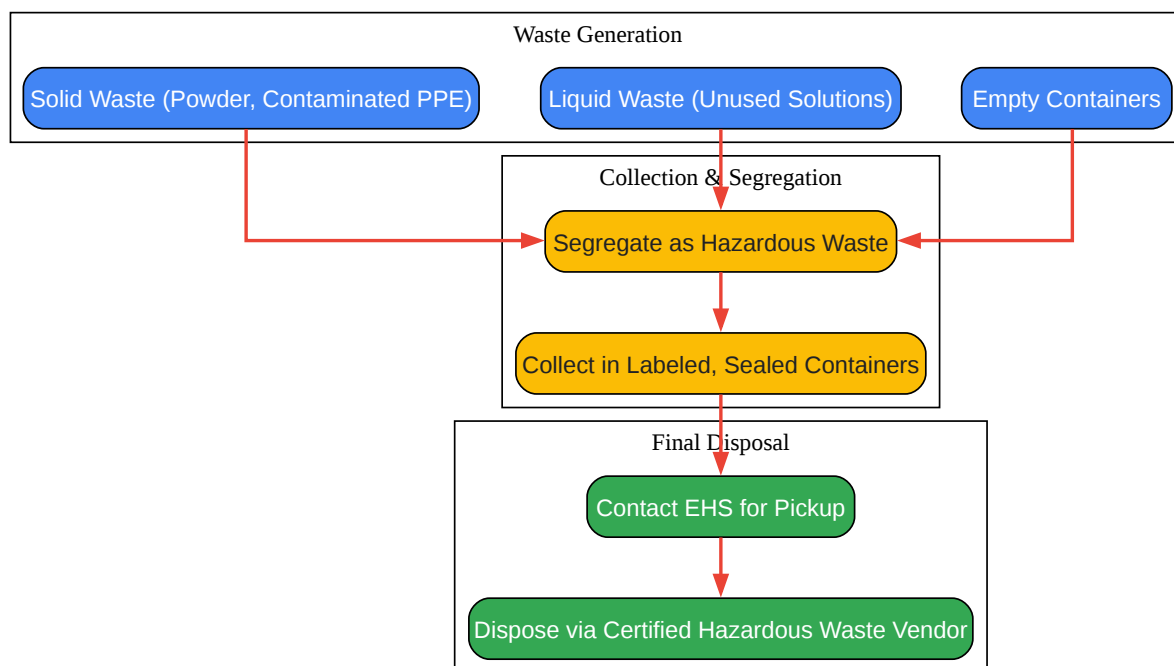 Waste Generation
Solid Waste (Powder, Contaminated PPE)
Liquid Waste (Unused Solutions)
Empty Containers
Collection & Segregation
Segregate as Hazardous Waste
Collect in Labeled, Sealed Containers
Final Disposal
Contact EHS for Pickup
Dispose via Certified Hazardous Waste Vendor